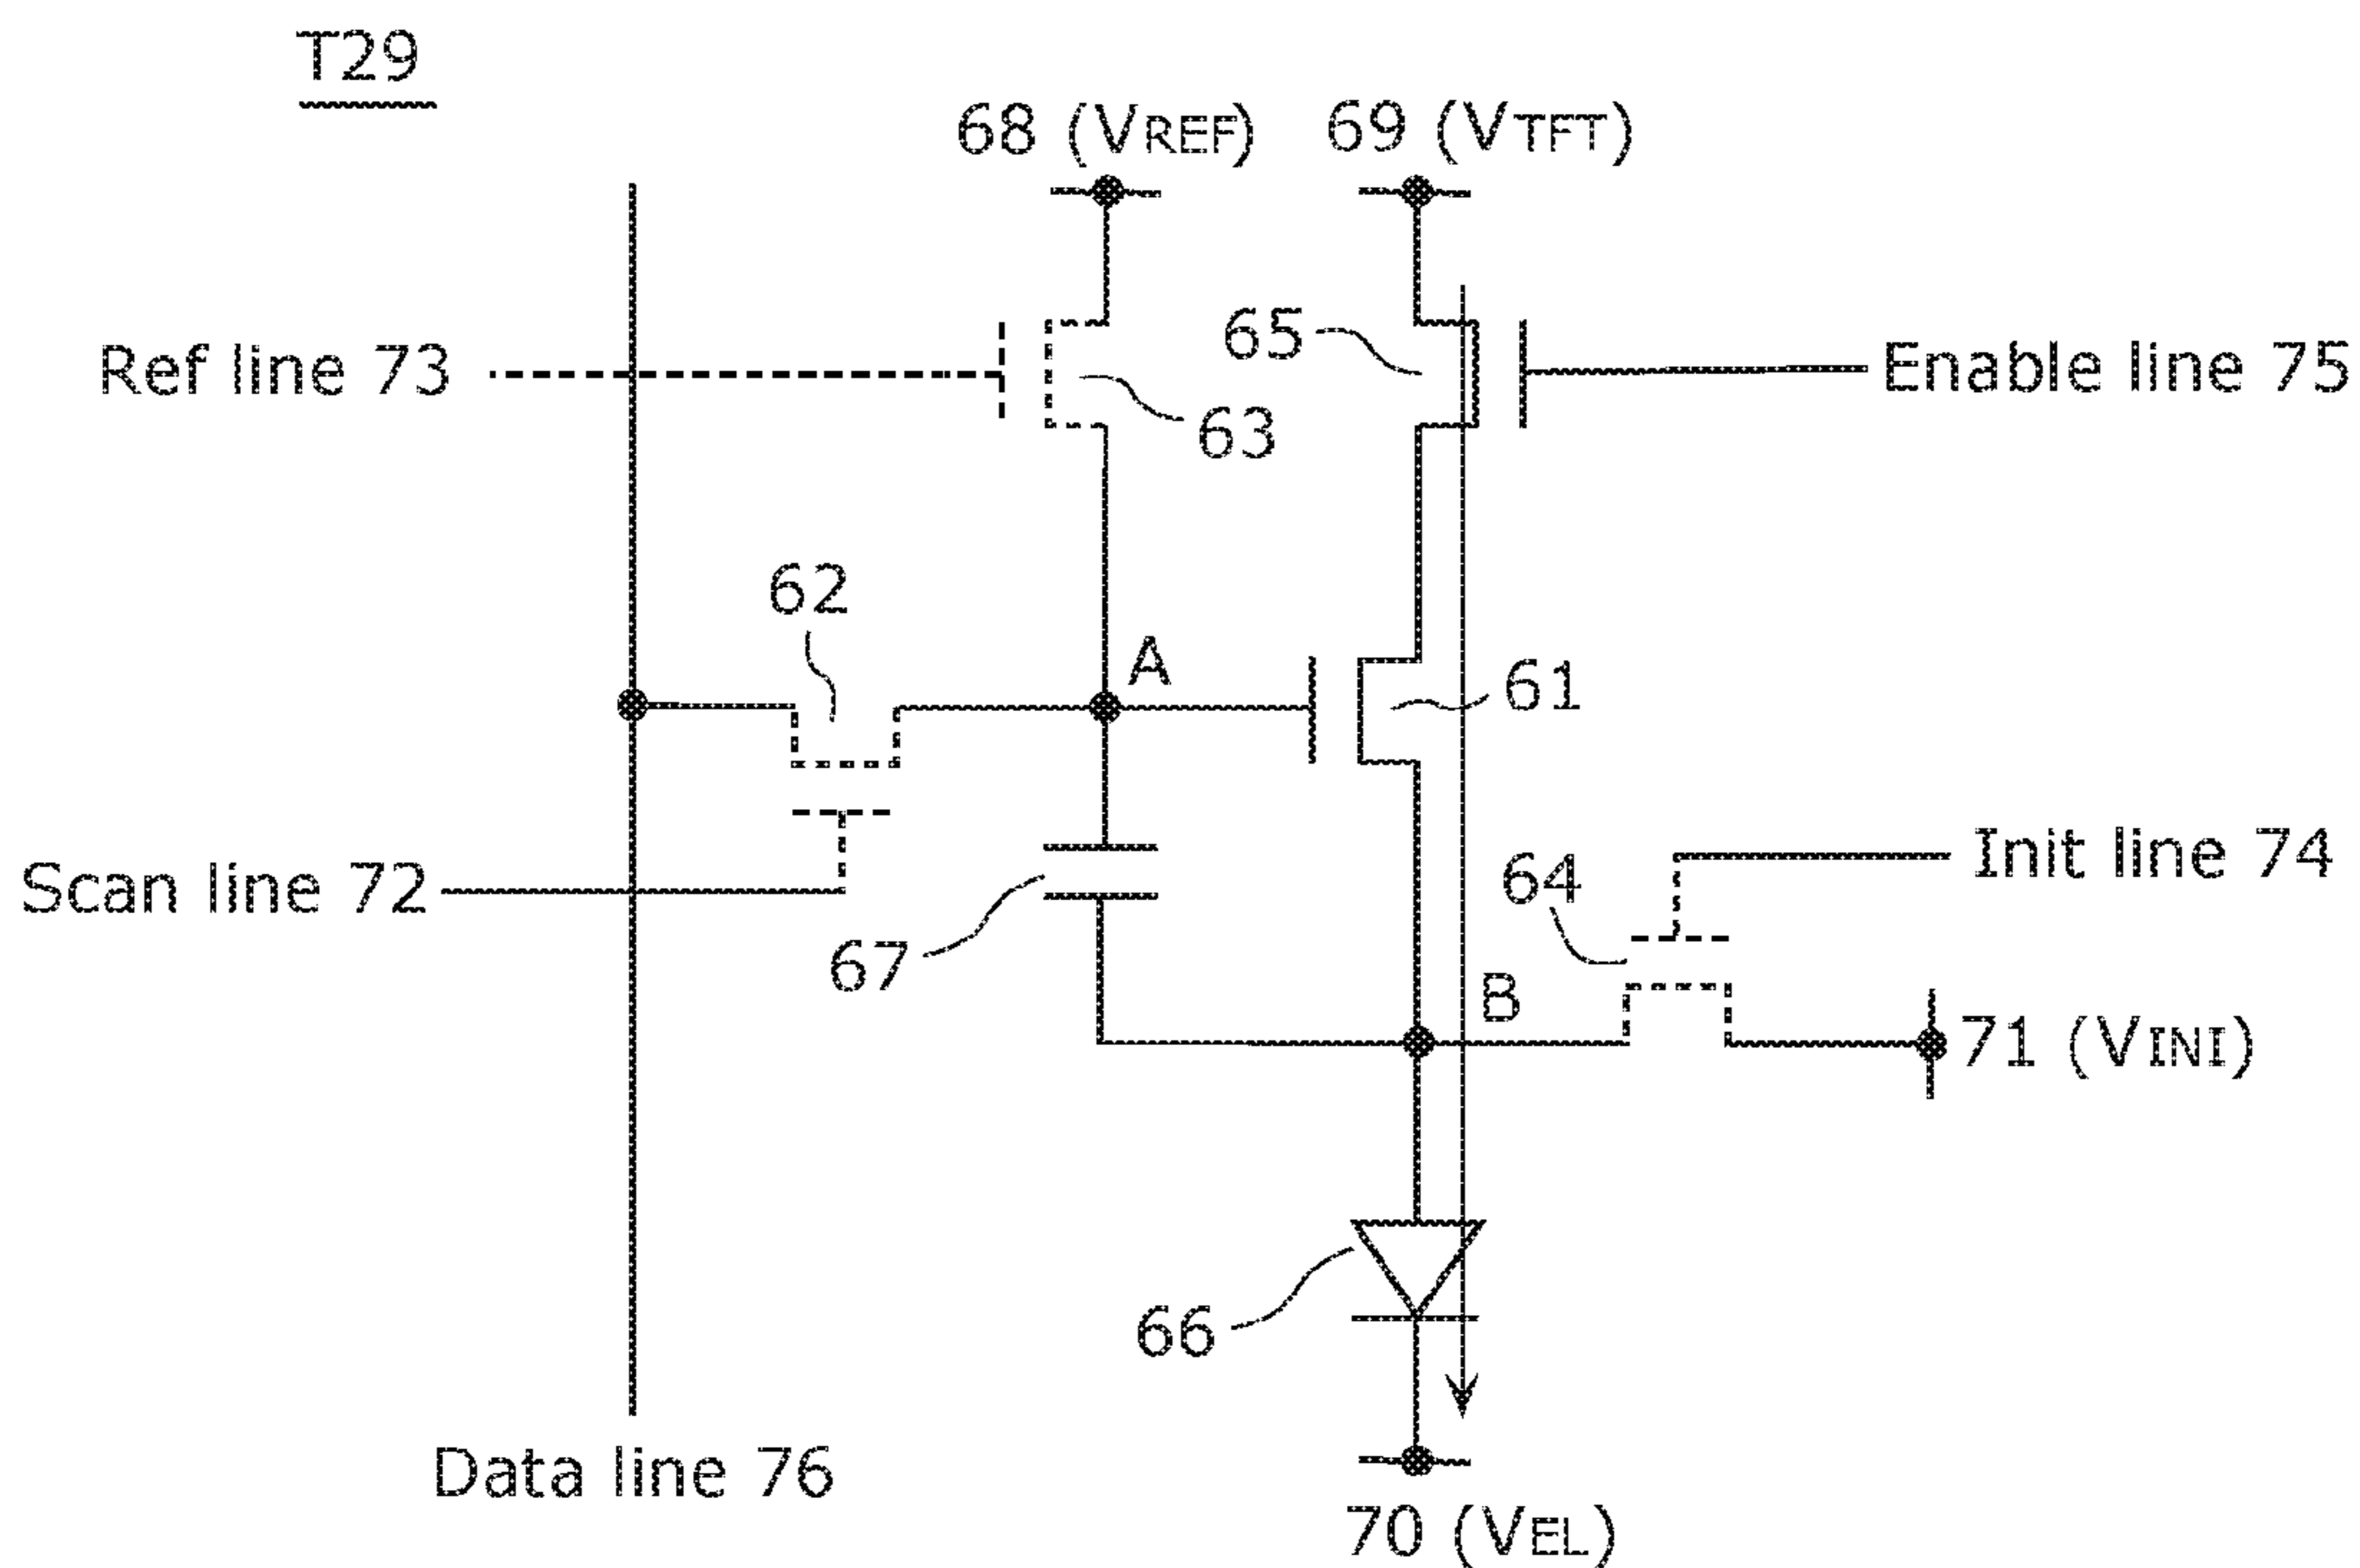 T29
68 (VREF)
69 (VTFT)
Ref line 73
63
65
Enable line 75
62
A
61
Scan line 72
67
64
Init line 74
B
71 (VINI)
66
Data line 76
70 (VEL)